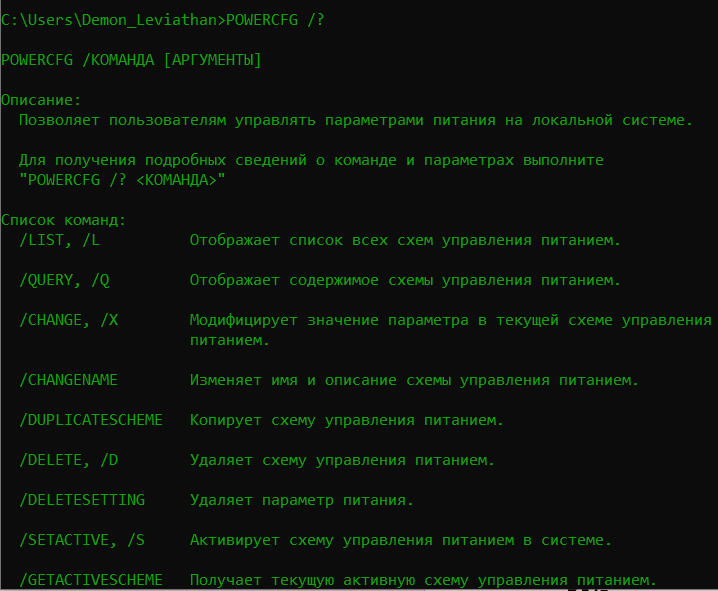 C:\Users\Demon_Leviathan>POWERCFG /?
POWERCFG /КОМАНДА [АРГУМЕНТЫ]
Описание:
Позволяет пользователям управлять параметрами питания на локальной системе.
Для получения подробных сведений о команде и параметрах выполните
"POWERCFG /? <КОМАНДА>"
Список команд:
/LIST, /L Отображает список всех схем управления питанием.
/QUERY, /Q Отображает содержимое схемы управления питанием.
/CHANGE, /X Модифицирует значение параметра в текущей схеме управления
питанием.
/CHANGENAME Изменяет имя и описание схемы управления питанием.
/DUPLICATESCHEME Копирует схему управления питанием.
/DELETE, /D Удаляет схему управления питанием.
/DELETESETTING Удаляет параметр питания.
/SETACTIVE, /S Активирует схему управления питанием в системе.
/GETACTIVESCHEME Получает текущую активную схему управления питанием.